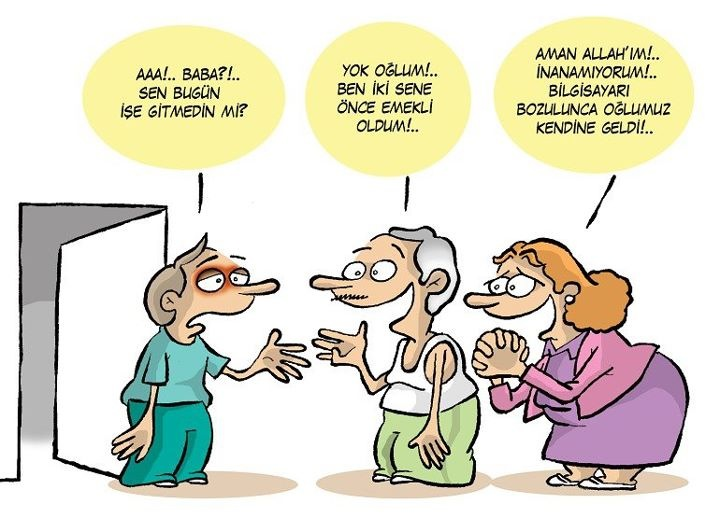 AAA!.. BABA?!..
SEN BUGÜN
İŞE GİTMEDİN Mİ?
YOK OĞLUM!..
BEN İKİ SENE
ÖNCE EMEKLİ
OLDUM!..
AMAN ALLAH'IM!..
İNANAMIYORUM!..
BİLGİSAYARI
BOZULUNCA OĞLUMUZ
KENDİNE GELDİ!..